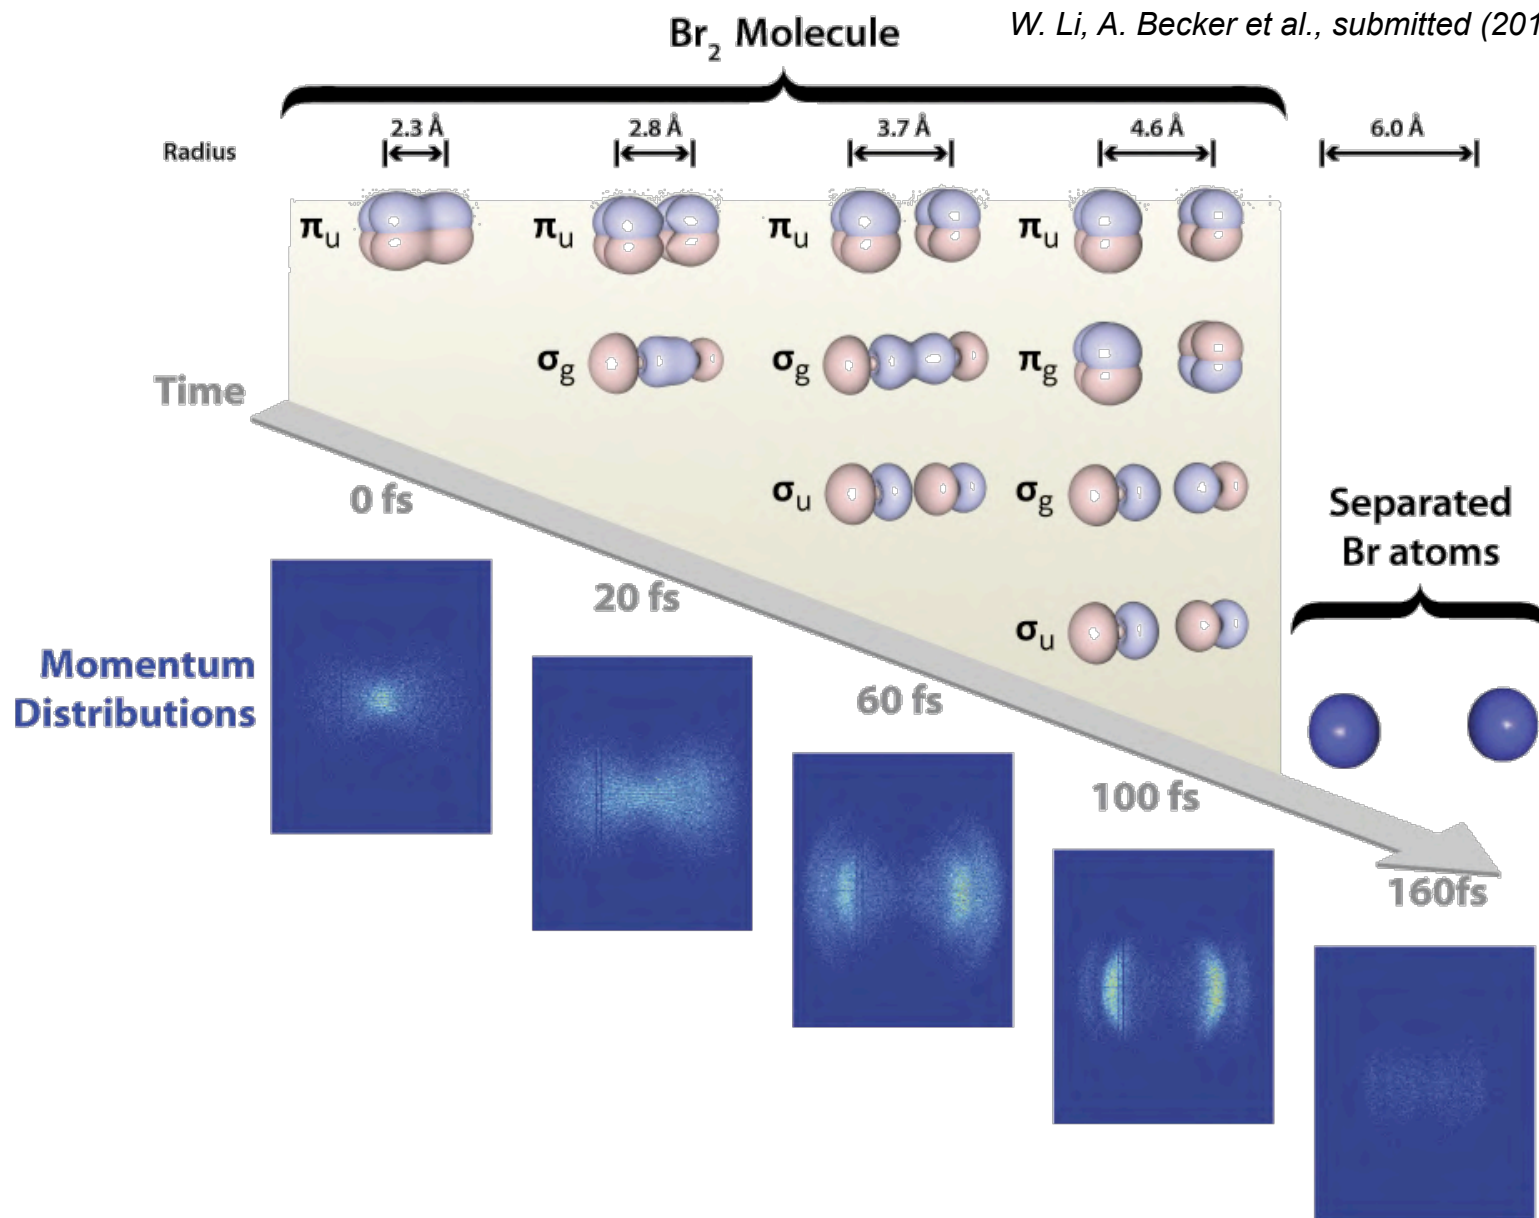 Br₂ Molecule
W. Li, A. Becker et al., submitted (201
Radius
2.3 Å
2.8 Å
3.7 Å
4.6 Å
6.0 Å
πu
πu
πu
πu
σg
σg
πg
Time
0 fs
σu
σg
Separated
Br atoms
20 fs
σu
Momentum
Distributions
60 fs
100 fs
160fs